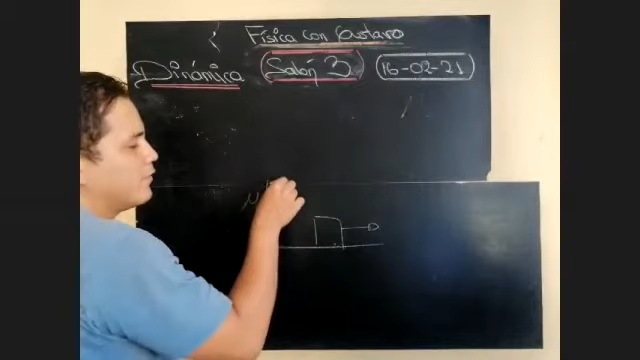 Física con Gustavo
Dinámica (Salón 3) (16-02-21)